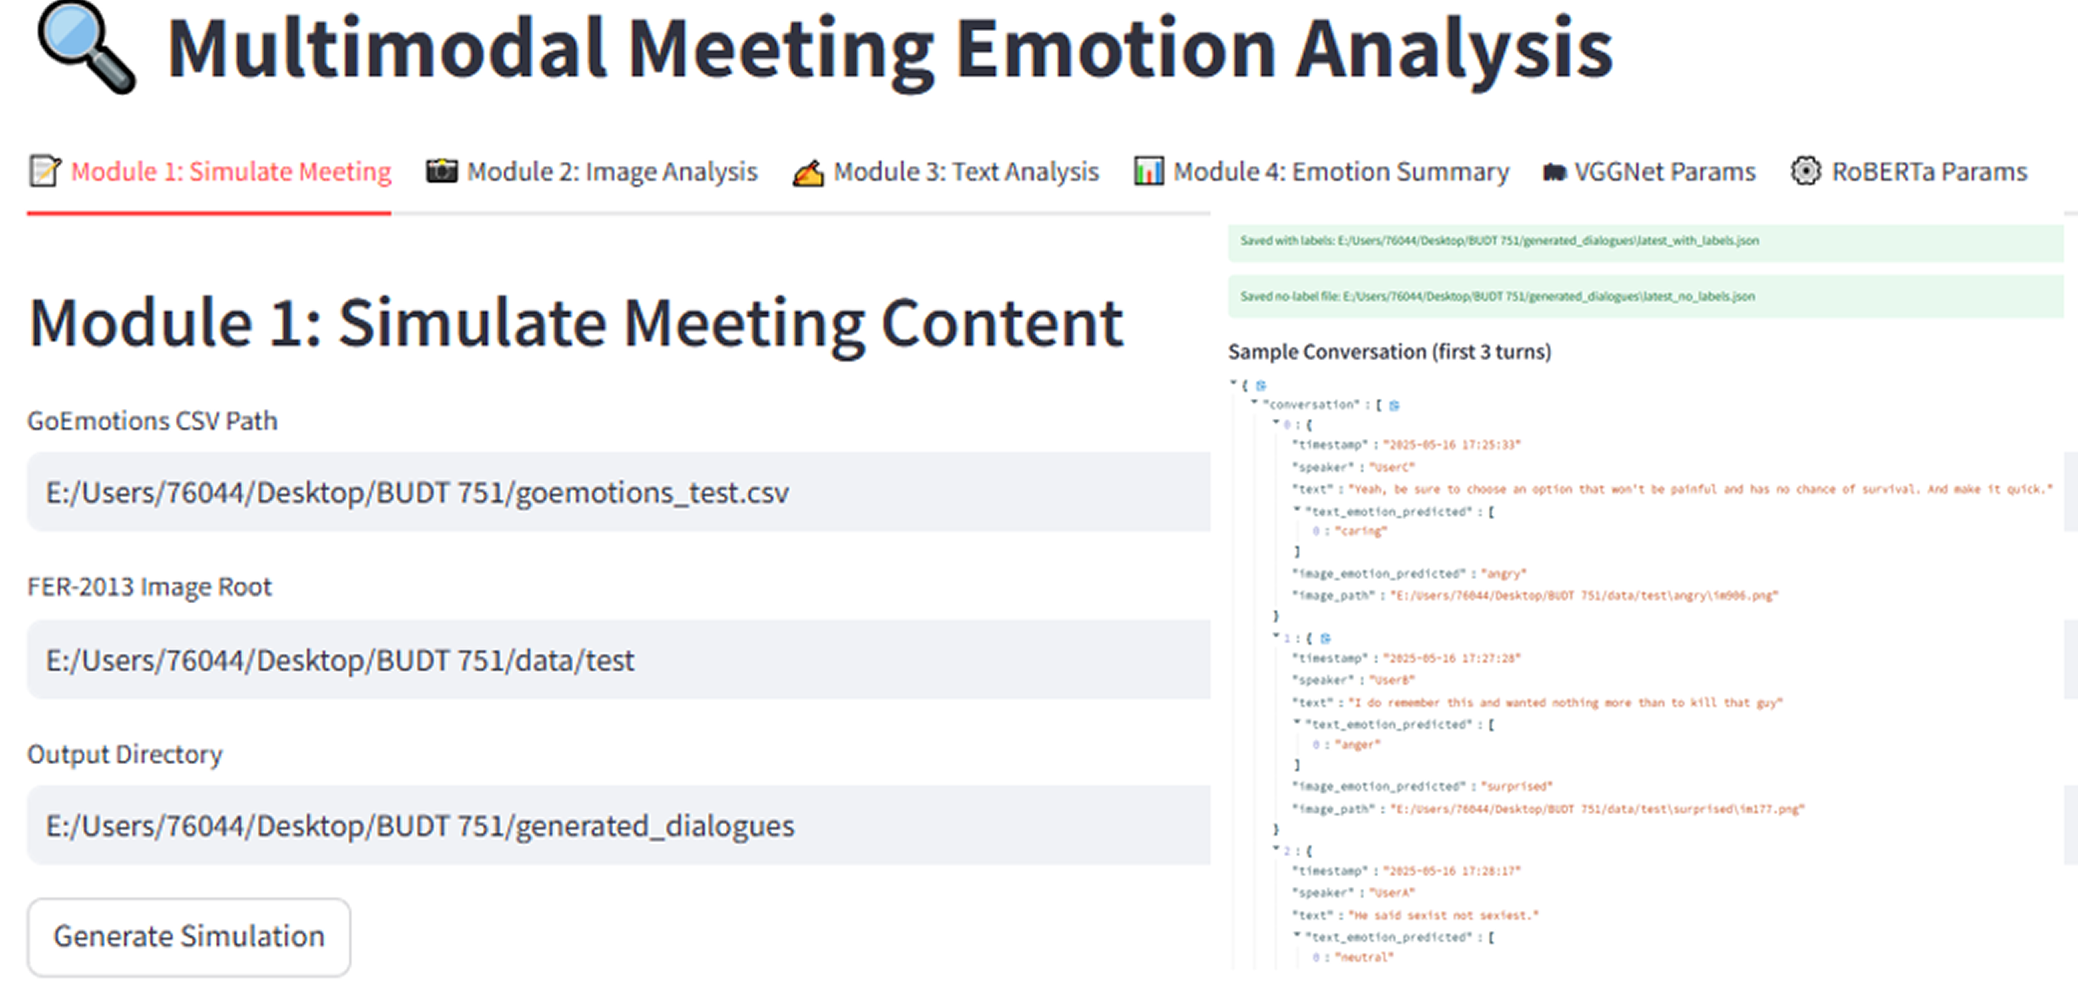 Multimodal Meeting Emotion Analysis
Module 1: Simulate Meeting
Module 2: Image Analysis
Module 3: Text Analysis
Module 4: Emotion Summary
VGGNet Params
RoBERTa Params
Module 1: Simulate Meeting Content
GoEmotions CSV Path
E:/Users/76044/Desktop/BUDT 751/goemotions_test.csv
FER-2013 Image Root
E:/Users/76044/Desktop/BUDT 751/data/test
Output Directory
E:/Users/76044/Desktop/BUDT 751/generated_dialogues
Generate Simulation
Saved with labels: E:/Users/76044/Desktop/BUDT 751/generated_dialogues\latest_with_labels.json
Saved no-label file: E:/Users/76044/Desktop/BUDT 751/generated_dialogues\latest_no_labels.json
Sample Conversation (first 3 turns)
{
"conversation" : [
0 : {
"timestamp" : "2025-05-16 17:25:33"
"speaker" : "UserC"
"text" : "Yeah, be sure to choose an option that won't be painful and has no chance of survival. And make it quick."
"text_emotion_predicted" : [
0 : "caring"
]
"image_emotion_predicted" : "angry"
"image_path" : "E:/Users/76044/Desktop/BUDT 751/data/test\angry\im906.png"
}
1 : {
"timestamp" : "2025-05-16 17:27:28"
"speaker" : "UserB"
"text" : "I do remember this and wanted nothing more than to kill that guy"
"text_emotion_predicted" : [
0 : "anger"
]
"image_emotion_predicted" : "surprised"
"image_path" : "E:/Users/76044/Desktop/BUDT 751/data/test\surprised\im177.png"
}
2 : {
"timestamp" : "2025-05-16 17:28:17"
"speaker" : "UserA"
"text" : "He said sexist not sexiest."
"text_emotion_predicted" : [
0 : "neutral"